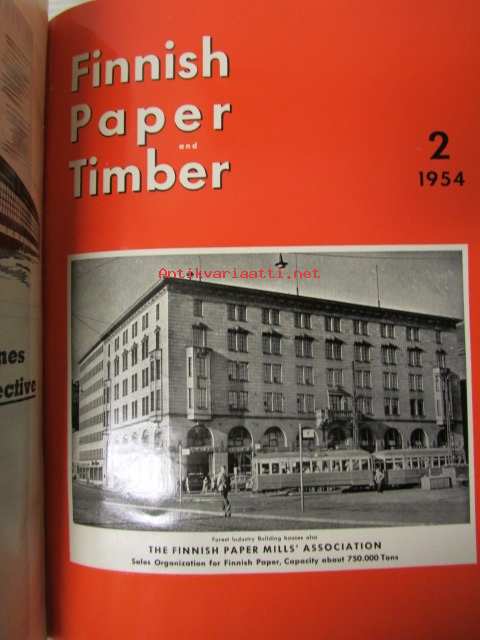 Finnish
Paper
and
Timber
2
1954
Antikvariaatti.net
nes
ective
Forest Industry Building houses also
THE FINNISH PAPER MILLS' ASSOCIATION
Sales Organization for Finnish Paper, Capacity about 750.000 Tons